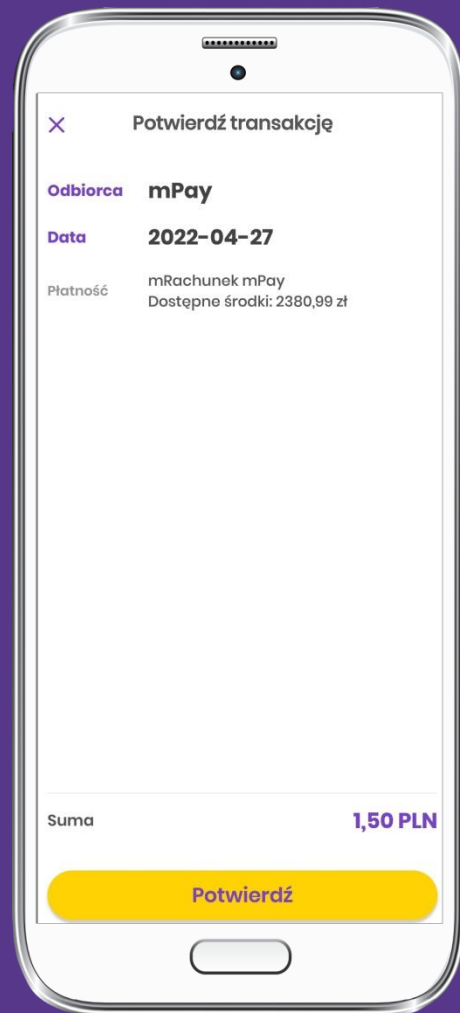 Potwierdź transakcję
Odbiorca mPay
Data 2022-04-27
Płatność mRachunek mPay
Dostępne środki: 2380,99 zł
Suma 1,50 PLN
Potwierdź